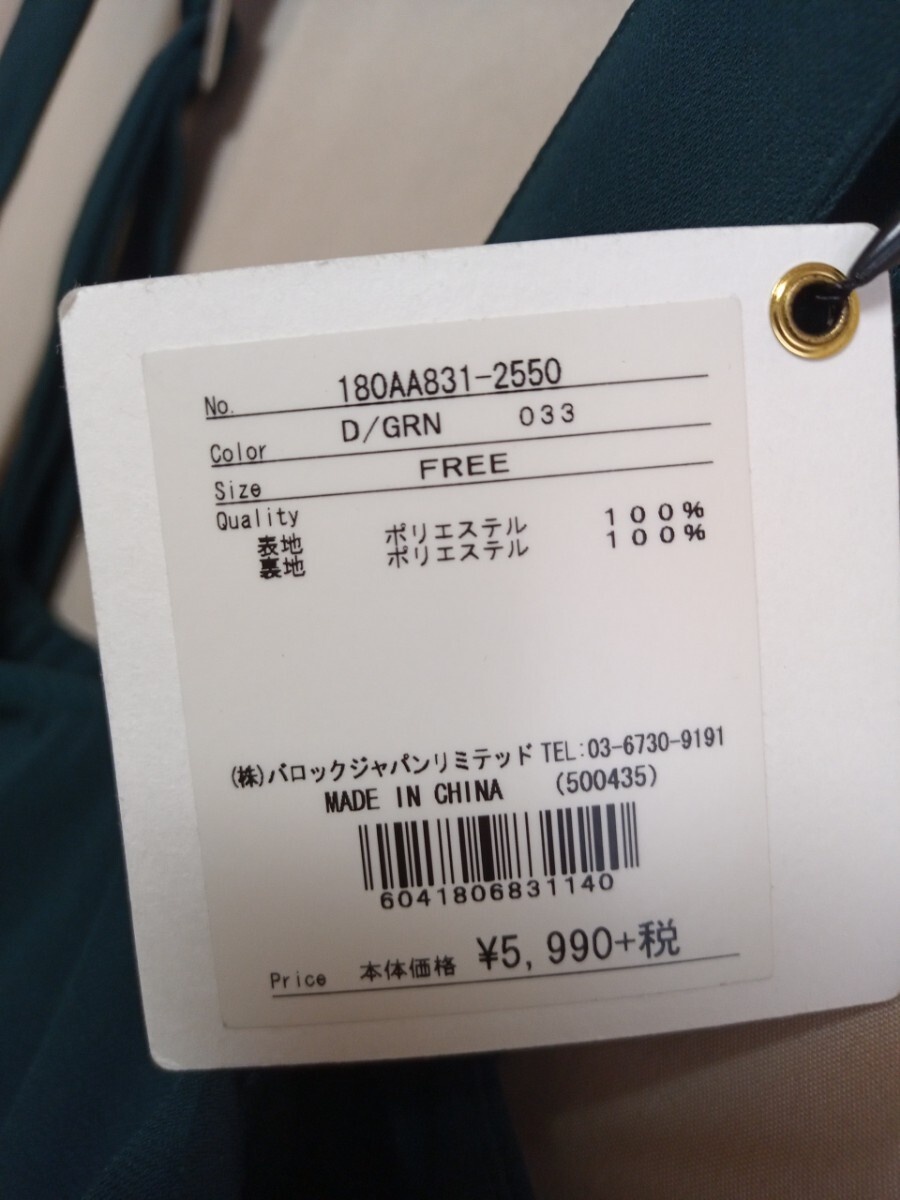 No. 180AA831-2550
Color D/GRN 033
Size FREE
Quality
表地 ポリエステル 100%
裏地 ポリエステル 100%
(株)バロックジャパンリミテッド TEL:03-6730-9191
MADE IN CHINA (500435)
6041806831140
Price 本体価格 ¥5,990+税